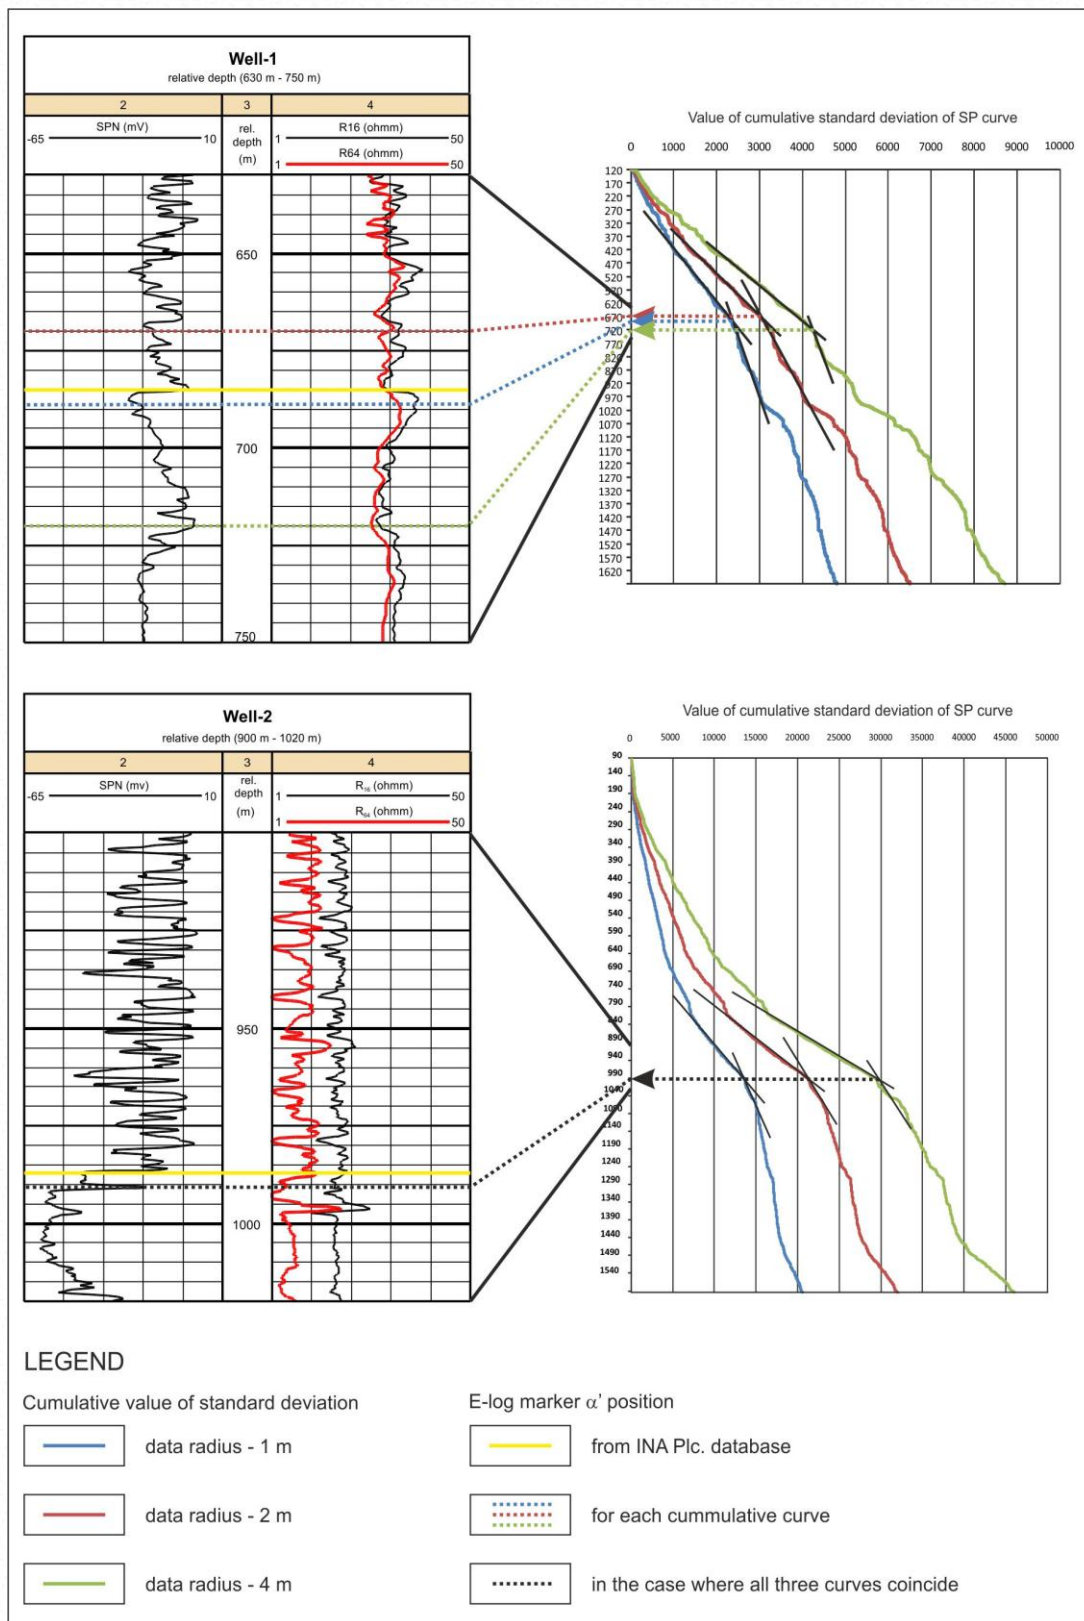 Well-1
relative depth (630 m - 750 m)
2 3 4
SPN (mV)
-65 10
rel.
depth
(m)
R16 (ohmm)
1 50
R64 (ohmm)
1 50
650
700
750
Value of cumulative standard deviation of SP curve
0 1000 2000 3000 4000 5000 6000 7000 8000 9000 10000
120
170
220
270
320
370
420
470
520
570
620
670
720
770
820
870
920
970
1020
1070
1120
1170
1220
1270
1320
1370
1420
1470
1520
1570
1620
Well-2
relative depth (900 m - 1020 m)
2 3 4
SPN (mv)
-65 10
rel.
depth
(m)
R₁₆ (ohmm)
1 50
R₆₄ (ohmm)
1 50
950
1000
Value of cumulative standard deviation of SP curve
0 5000 10000 15000 20000 25000 30000 35000 40000 45000 50000
90
140
190
240
290
340
390
440
490
540
590
640
690
740
790
840
890
940
990
1040
1090
1140
1190
1240
1290
1340
1390
1440
1490
1540
LEGEND
Cumulative value of standard deviation
data radius - 1 m
data radius - 2 m
data radius - 4 m
E-log marker α' position
from INA Plc. database
for each cummulative curve
in the case where all three curves coincide